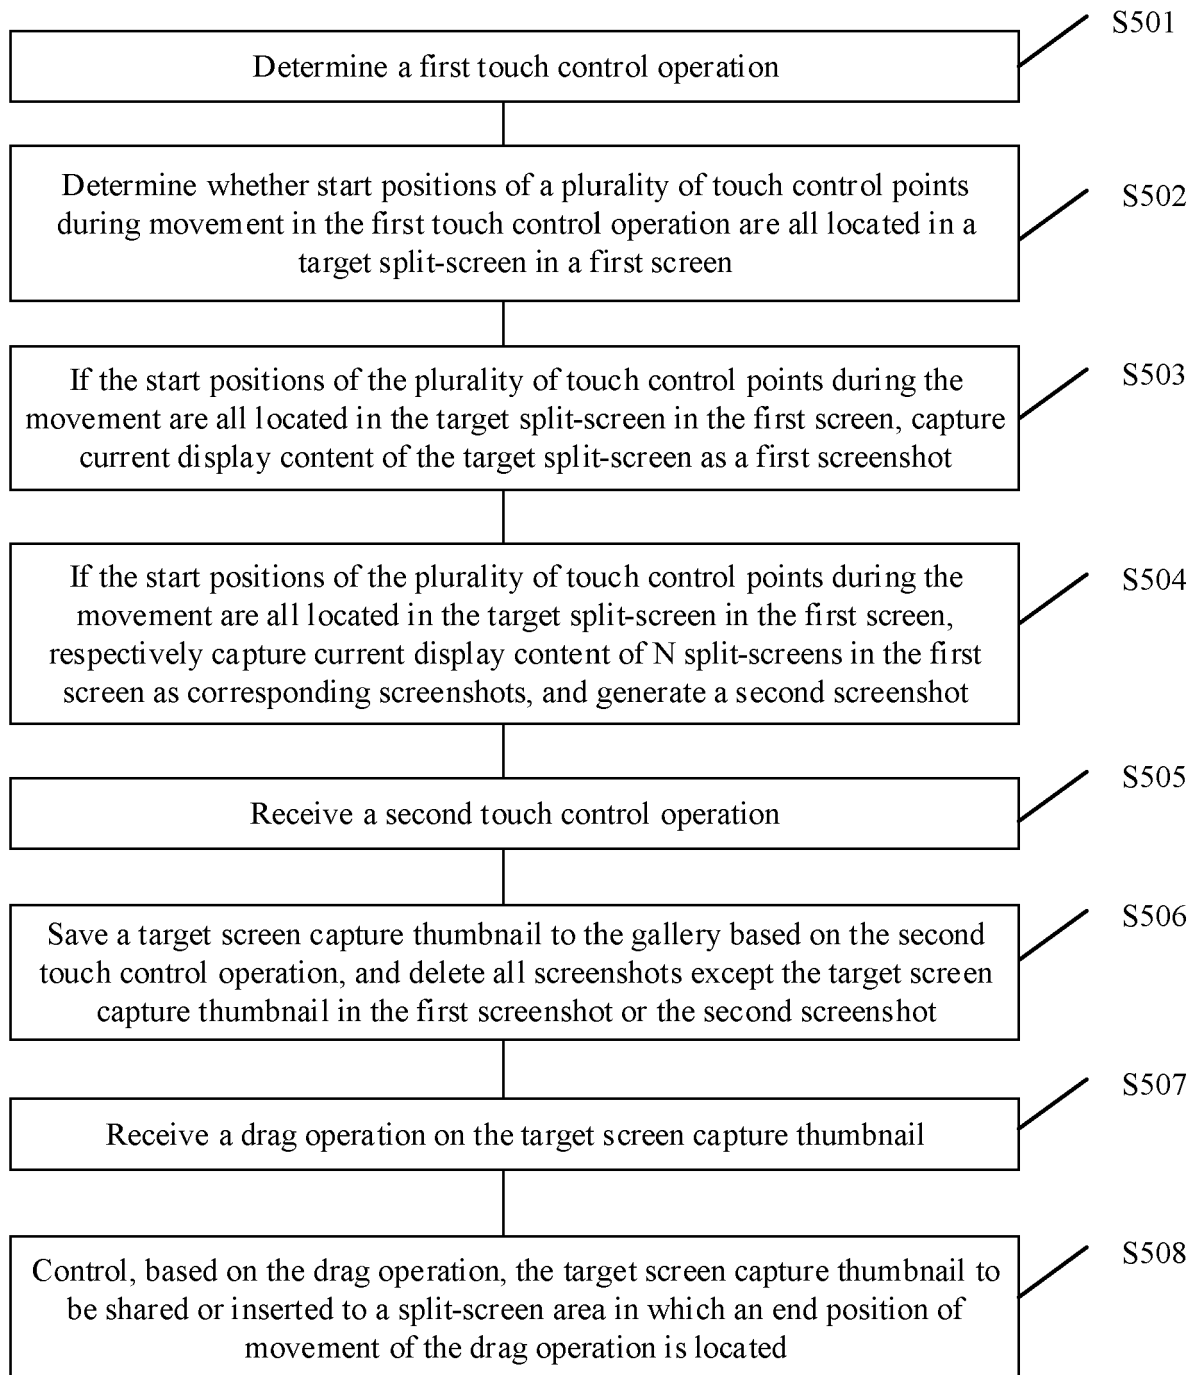 S501
Determine a first touch control operation
Determine whether start positions of a plurality of touch control points
during movement in the first touch control operation are all located in a
target split-screen in a first screen
S502
If the start positions of the plurality of touch control points during the
movement are all located in the target split-screen in the first screen, capture
current display content of the target split-screen as a first screenshot
S503
If the start positions of the plurality of touch control points during the
movement are all located in the target split-screen in the first screen,
respectively capture current display content of N split-screens in the first
screen as corresponding screenshots, and generate a second screenshot
S504
Receive a second touch control operation
S505
Save a target screen capture thumbnail to the gallery based on the second
touch control operation, and delete all screenshots except the target screen
capture thumbnail in the first screenshot or the second screenshot
S506
Receive a drag operation on the target screen capture thumbnail
S507
Control, based on the drag operation, the target screen capture thumbnail to
be shared or inserted to a split-screen area in which an end position of
movement of the drag operation is located
S508